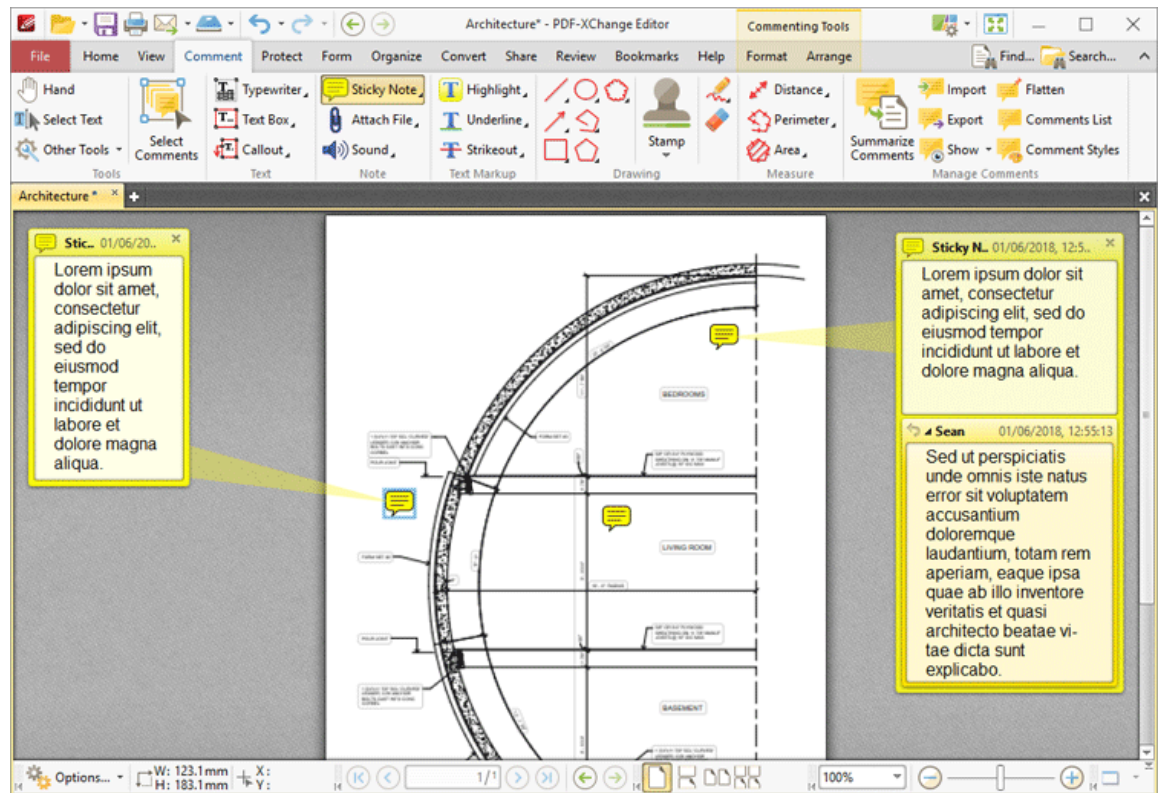 Architecture* - PDF-XChange Editor
Commenting Tools
File Home View Comment Protect Form Organize Convert Share Review Bookmarks Help Format Arrange Find... Search...
Hand
Select Text
Other Tools
Tools
Select
Comments
Typewriter
Text Box
Callout
Text
Sticky Note
Attach File
Sound
Note
Highlight
Underline
Strikeout
Text Markup
Drawing
Stamp
Distance
Perimeter
Area
Measure
Summarize
Comments
Import
Export
Show
Flatten
Comments List
Comment Styles
Manage Comments
Architecture *
Stic.. 01/06/20..
Lorem ipsum
dolor sit amet,
consectetur
adipiscing elit,
sed do
eiusmod
tempor
incididunt ut
labore et
dolore magna
aliqua.
BEDROOMS
LIVING ROOM
BASEMENT
Sticky N.. 01/06/2018, 12:5..
Lorem ipsum dolor sit
amet, consectetur
adipiscing elit, sed do
eiusmod tempor
incididunt ut labore et
dolore magna aliqua.
Sean 01/06/2018, 12:55:13
Sed ut perspiciatis
unde omnis iste natus
error sit voluptatem
accusantium
doloremque
laudantium, totam rem
aperiam, eaque ipsa
quae ab illo inventore
veritatis et quasi
architecto beatae vi-
tae dicta sunt
explicabo.
Options...
W: 123.1mm
H: 183.1mm
X:
Y:
1/1
100%